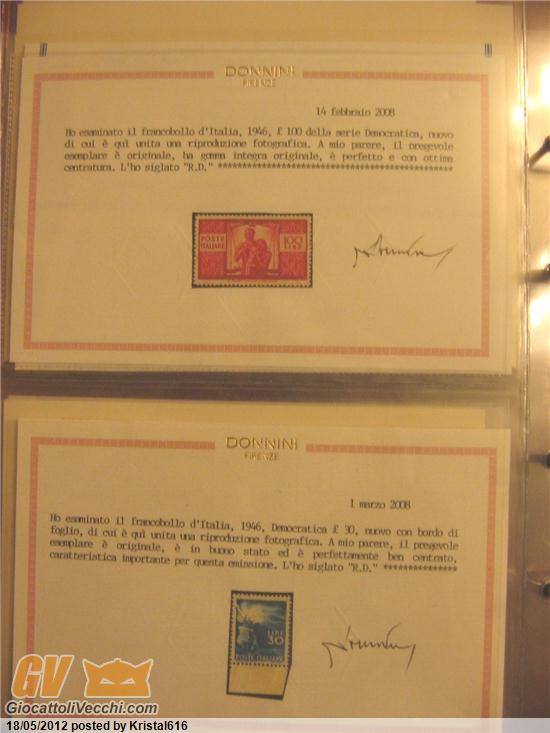 DONNINI
FIRENZE
14 febbraio 2008
Ho esaminato il francobollo d'Italia, 1946, £ 100 della serie Democratica, nuovo
di cui è quì unita una riproduzione fotografica. A mio parere, il pregevole
esemplare è originale, ha gomma integra originale, è perfetto e con ottima
centratura. L'ho siglato "R.D." ***********************************************
POSTE
ITALIANE
100
LIRE
DONNINI
FIRENZE
1 marzo 2008
Ho esaminato il francobollo d'Italia, 1946, Democratica £ 30, nuovo con bordo di
foglio, di cui è quì unita una riproduzione fotografica. A mio parere, il pregevole
esemplare è originale, è in buono stato ed è perfettamente ben centrato,
caratteristica importante per questa emissione. L'ho siglato "R.D." **************
LIRE
30
POSTE ITALIANE
GV
GiocattoliVecchi.com
18/05/2012 posted by Kristal616